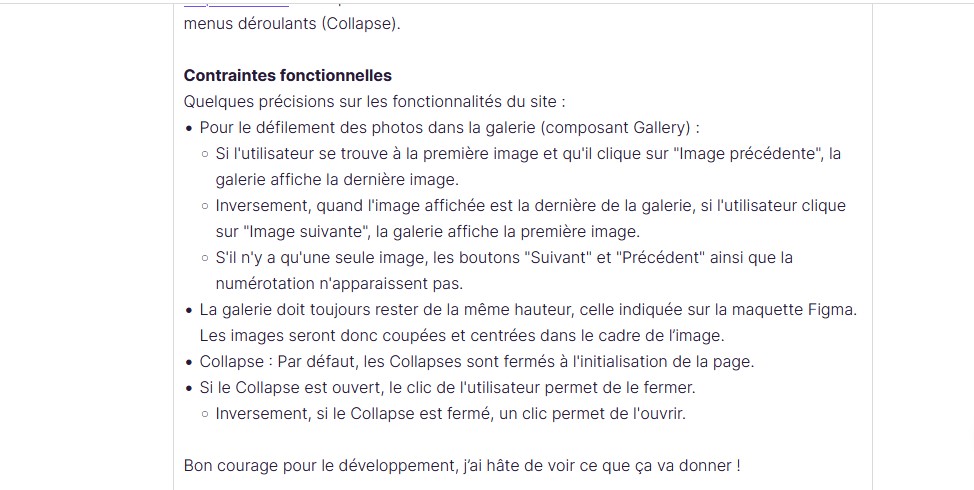 menus déroulants (Collapse).
Contraintes fonctionnelles
Quelques précisions sur les fonctionnalités du site :
• Pour le défilement des photos dans la galerie (composant Gallery) :
○ Si l'utilisateur se trouve à la première image et qu'il clique sur "Image précédente", la
galerie affiche la dernière image.
○ Inversement, quand l'image affichée est la dernière de la galerie, si l'utilisateur clique
sur "Image suivante", la galerie affiche la première image.
○ S'il n'y a qu'une seule image, les boutons "Suivant" et "Précédent" ainsi que la
numérotation n'apparaissent pas.
• La galerie doit toujours rester de la même hauteur, celle indiquée sur la maquette Figma.
Les images seront donc coupées et centrées dans le cadre de l’image.
• Collapse : Par défaut, les Collapses sont fermés à l'initialisation de la page.
• Si le Collapse est ouvert, le clic de l'utilisateur permet de le fermer.
○ Inversement, si le Collapse est fermé, un clic permet de l'ouvrir.
Bon courage pour le développement, j’ai hâte de voir ce que ça va donner !